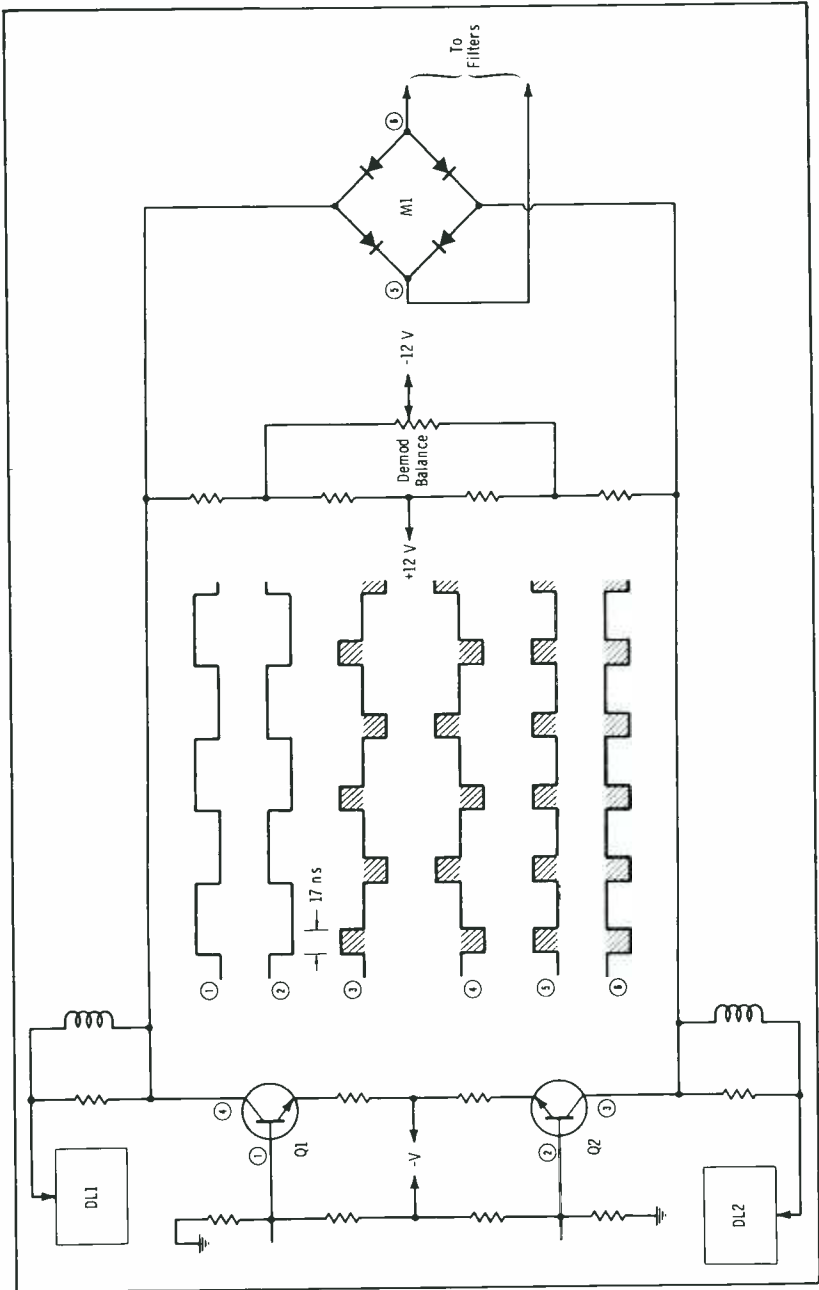 DL1
①
②
④
①
Q1
17 ns
③
-V
+12 V
Demod
Balance
-12 V
⑤
M1
⑥
To
Filters
④
⑤
②
Q2
③
⑥
DL2